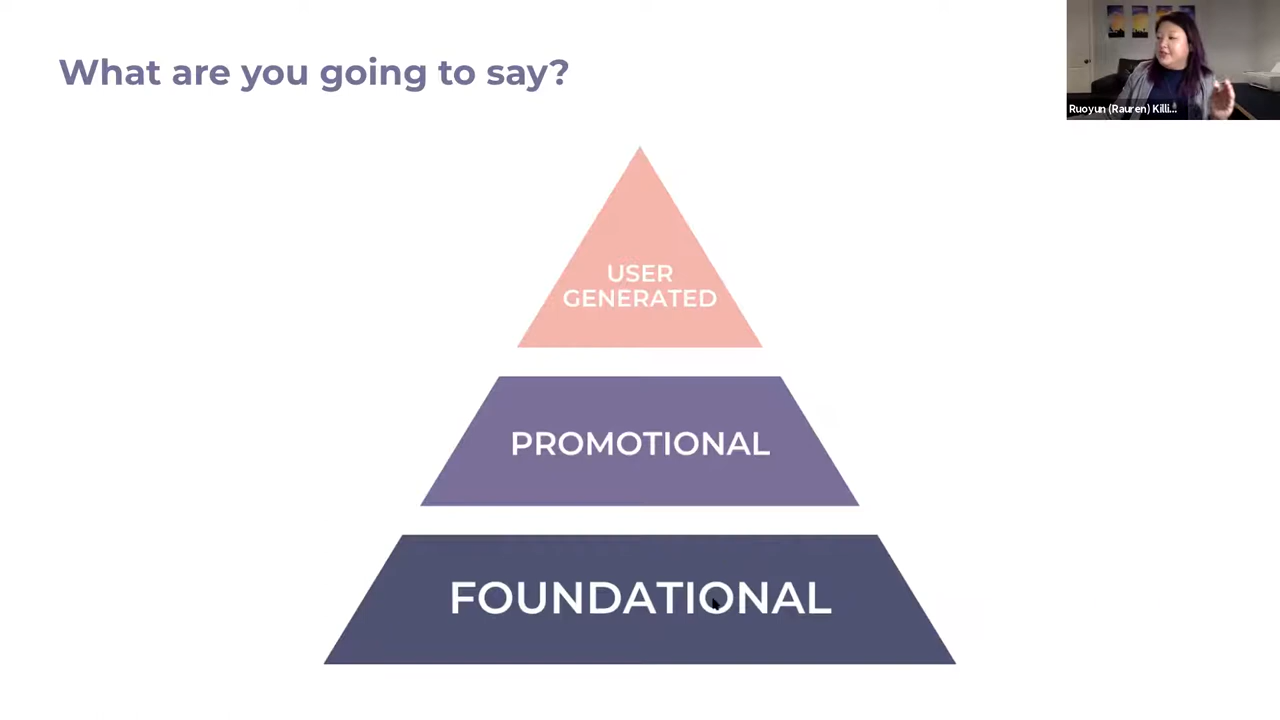 What are you going to say?
Ruoyun (Rauren) Killi...
USER
GENERATED
PROMOTIONAL
FOUNDATIONAL